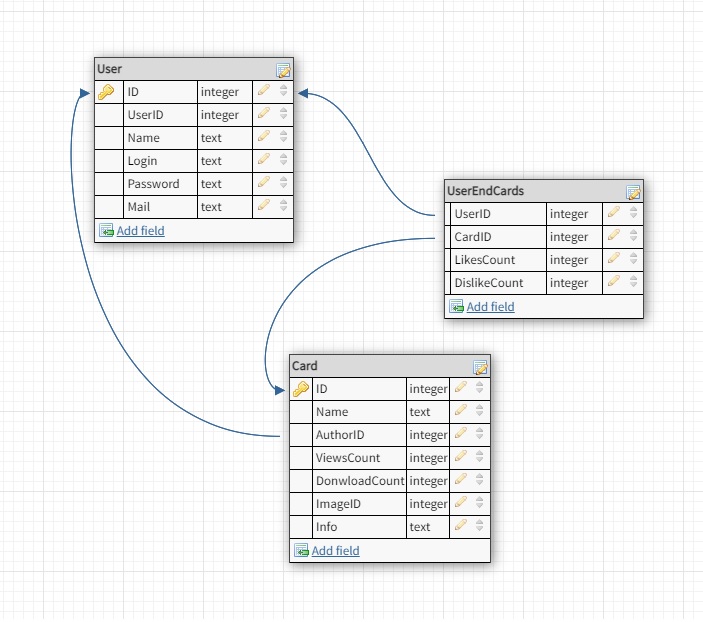 User
ID integer
UserID integer
Name text
Login text
Password text
Mail text
Add field
UserEndCards
UserID integer
CardID integer
LikesCount integer
DislikeCount integer
Add field
Card
ID integer
Name text
AuthorID integer
ViewsCount integer
DonwloadCount integer
ImageID integer
Info text
Add field